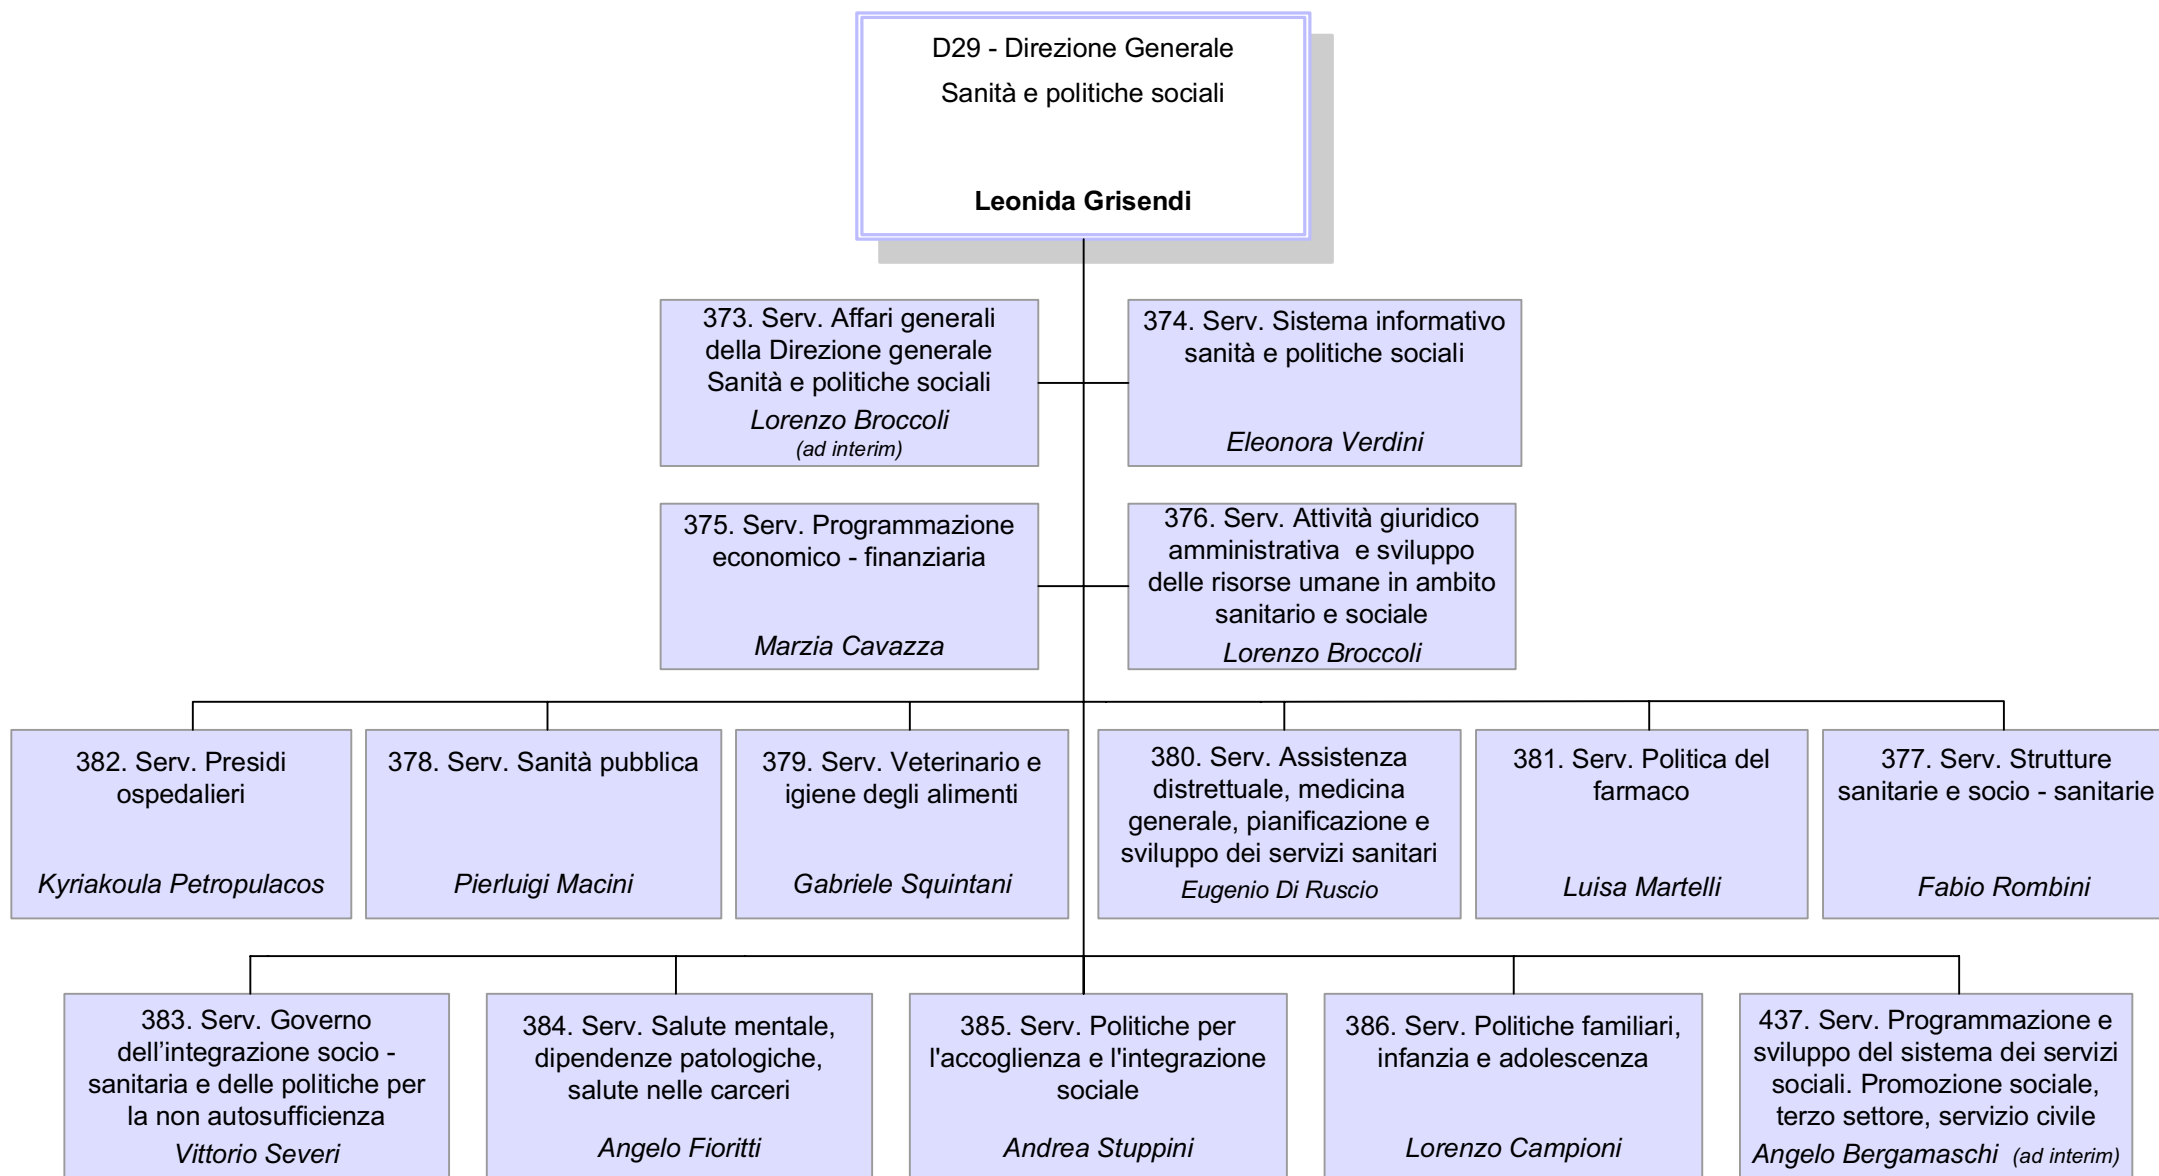 D29 - Direzione Generale
Sanità e politiche sociali
Leonida Grisendi
373. Serv. Affari generali
della Direzione generale
Sanità e politiche sociali
Lorenzo Broccoli
(ad interim)
374. Serv. Sistema informativo
sanità e politiche sociali
Eleonora Verdini
375. Serv. Programmazione
economico - finanziaria
Marzia Cavazza
376. Serv. Attività giuridico
amministrativa e sviluppo
delle risorse umane in ambito
sanitario e sociale
Lorenzo Broccoli
382. Serv. Presidi
ospedalieri
Kyriakoula Petropulacos
378. Serv. Sanità pubblica
Pierluigi Macini
379. Serv. Veterinario e
igiene degli alimenti
Gabriele Squintani
380. Serv. Assistenza
distrettuale, medicina
generale, pianificazione e
sviluppo dei servizi sanitari
Eugenio Di Ruscio
381. Serv. Politica del
farmaco
Luisa Martelli
377. Serv. Strutture
sanitarie e socio - sanitarie
Fabio Rombini
383. Serv. Governo
dell’integrazione socio -
sanitaria e delle politiche per
la non autosufficienza
Vittorio Severi
384. Serv. Salute mentale,
dipendenze patologiche,
salute nelle carceri
Angelo Fioritti
385. Serv. Politiche per
l'accoglienza e l'integrazione
sociale
Andrea Stuppini
386. Serv. Politiche familiari,
infanzia e adolescenza
Lorenzo Campioni
437. Serv. Programmazione e
sviluppo del sistema dei servizi
sociali. Promozione sociale,
terzo settore, servizio civile
Angelo Bergamaschi (ad interim)